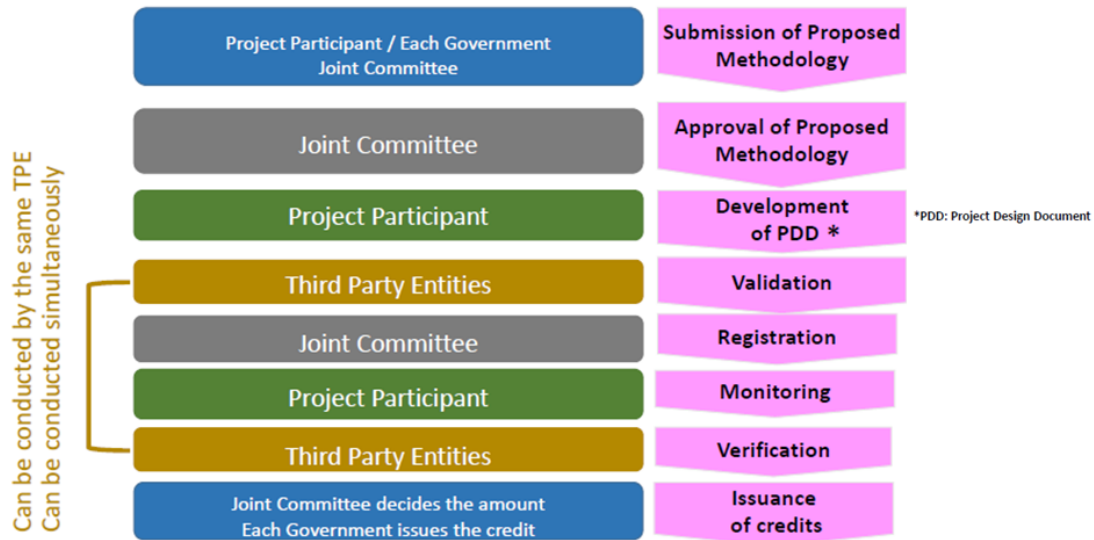 Project Participant / Each Government
Joint Committee
Submission of Proposed
Methodology
Joint Committee
Approval of Proposed
Methodology
Project Participant
Development
of PDD *
*PDD: Project Design Document
Third Party Entities
Validation
Joint Committee
Registration
Project Participant
Monitoring
Third Party Entities
Verification
Joint Committee decides the amount
Each Government issues the credit
Issuance
of credits
Can be conducted by the same TPE
Can be conducted simultaneously